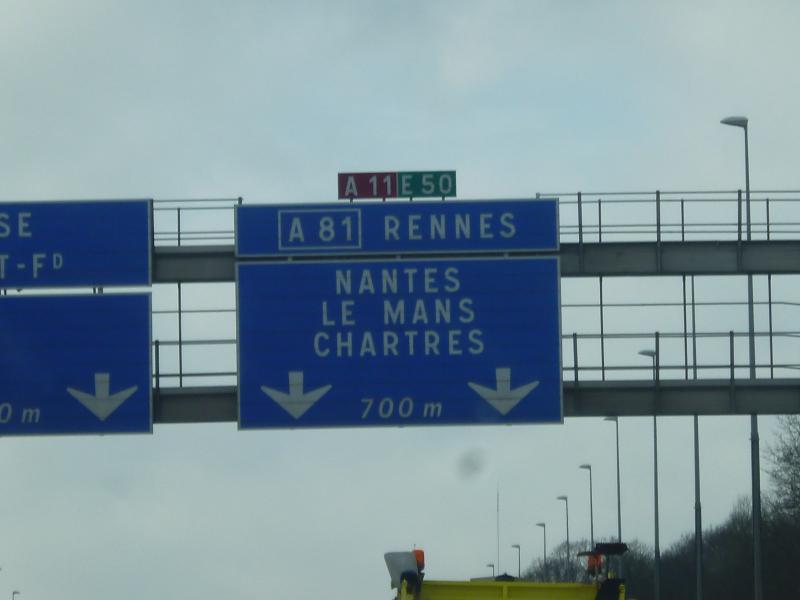 A 11 E 50
A 81 RENNES
NANTES
LE MANS
CHARTRES
700 m
SE
T-Fᴰ
0 m